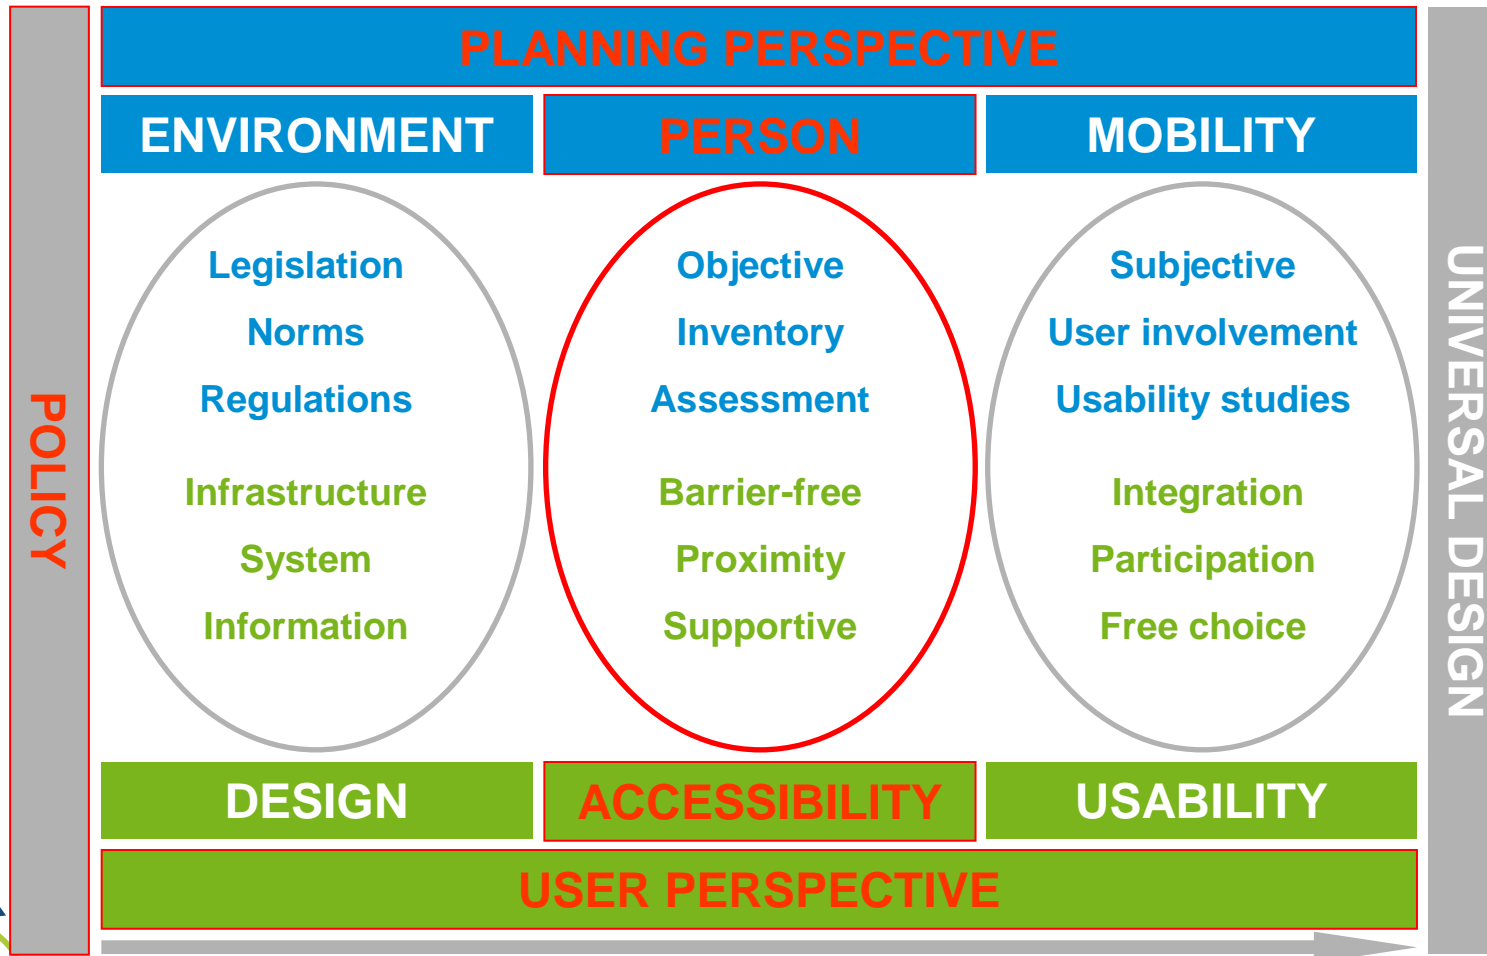 PLANNING PERSPECTIVE
ENVIRONMENT
PERSON
MOBILITY
POLICY
Legislation
Norms
Regulations
Infrastructure
System
Information
Objective
Inventory
Assessment
Barrier-free
Proximity
Supportive
Subjective
User involvement
Usability studies
Integration
Participation
Free choice
UNIVERSAL DESIGN
DESIGN
ACCESSIBILITY
USABILITY
USER PERSPECTIVE